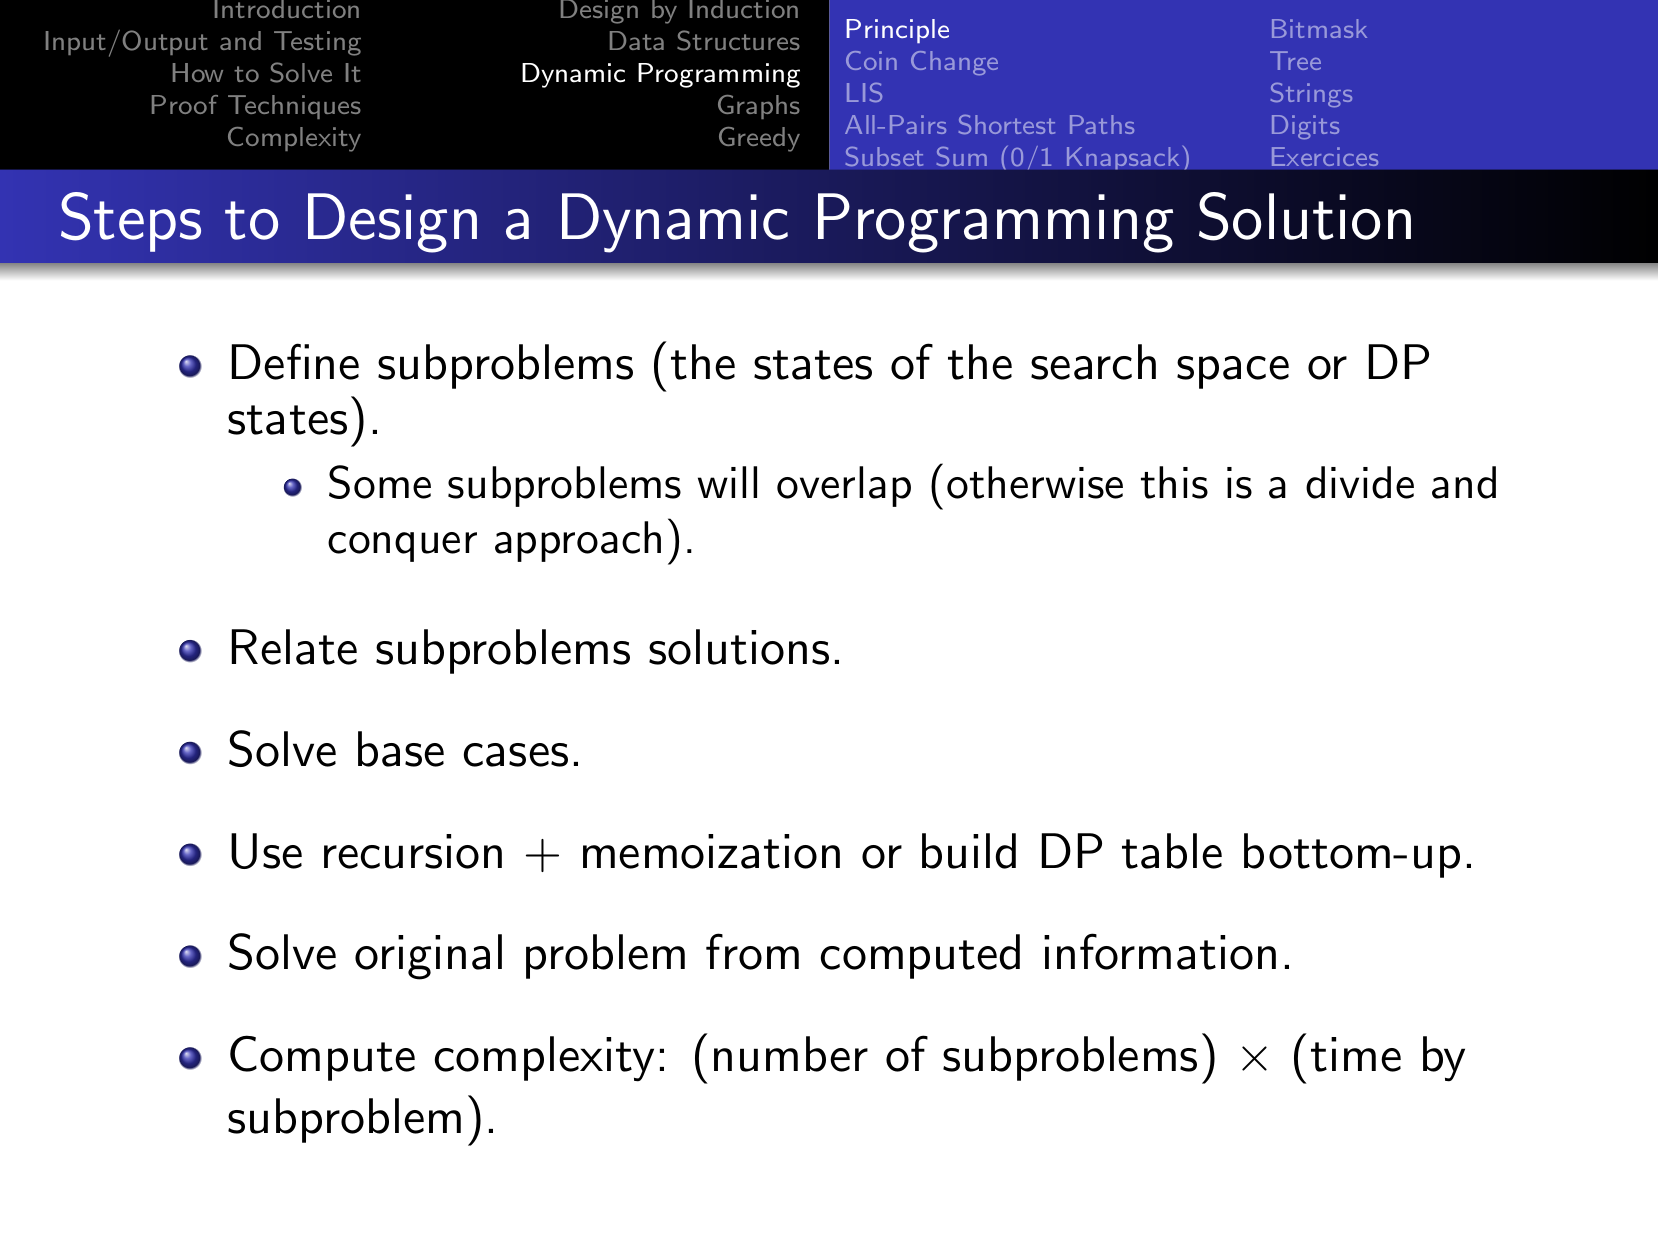 Introduction
Input/Output and Testing
How to Solve It
Proof Techniques
Complexity
Design by Induction
Data Structures
Dynamic Programming
Graphs
Greedy
Principle
Coin Change
LIS
All-Pairs Shortest Paths
Subset Sum (0/1 Knapsack)
Bitmask
Tree
Strings
Digits
Exercices
Steps to Design a Dynamic Programming Solution
Define subproblems (the states of the search space or DP
states).
Some subproblems will overlap (otherwise this is a divide and
conquer approach).
Relate subproblems solutions.
Solve base cases.
Use recursion + memoization or build DP table bottom-up.
Solve original problem from computed information.
Compute complexity: (number of subproblems) × (time by
subproblem).